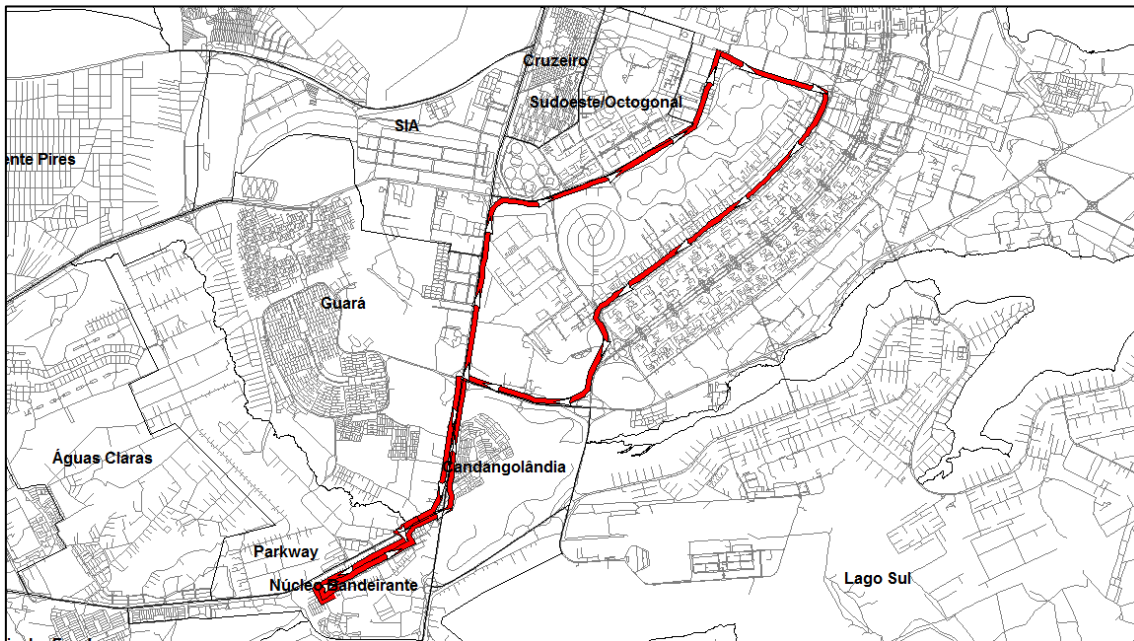 Cruzeiro
Sudoeste/Octogonal
SIA
ente Pires
Guará
Águas Claras
Candangolândia
Parkway
Núcleo Bandeirante
Lago Sul